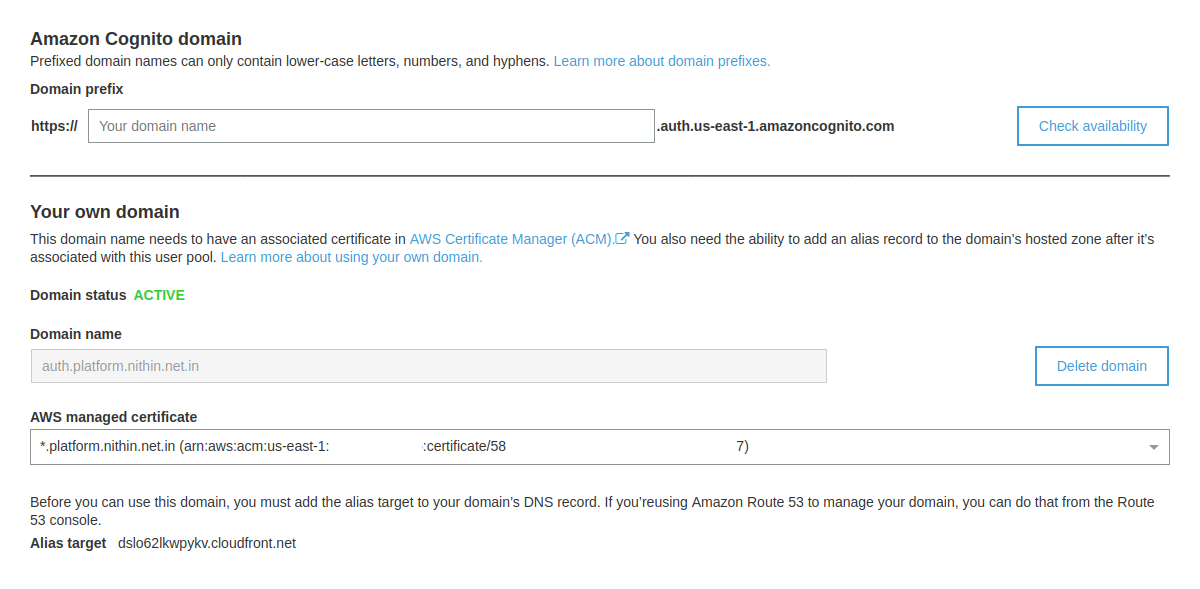 Amazon Cognito domain
Prefixed domain names can only contain lower-case letters, numbers, and hyphens. Learn more about domain prefixes.
Domain prefix
https:// Your domain name .auth.us-east-1.amazoncognito.com Check availability
Your own domain
This domain name needs to have an associated certificate in AWS Certificate Manager (ACM). You also need the ability to add an alias record to the domain’s hosted zone after it’s
associated with this user pool. Learn more about using your own domain.
Domain status ACTIVE
Domain name
auth.platform.nithin.net.in Delete domain
AWS managed certificate
*.platform.nithin.net.in (arn:aws:acm:us-east-1: :certificate/58 7)
Before you can use this domain, you must add the alias target to your domain’s DNS record. If you’reusing Amazon Route 53 to manage your domain, you can do that from the Route
53 console.
Alias target dslo62lkwpykv.cloudfront.net